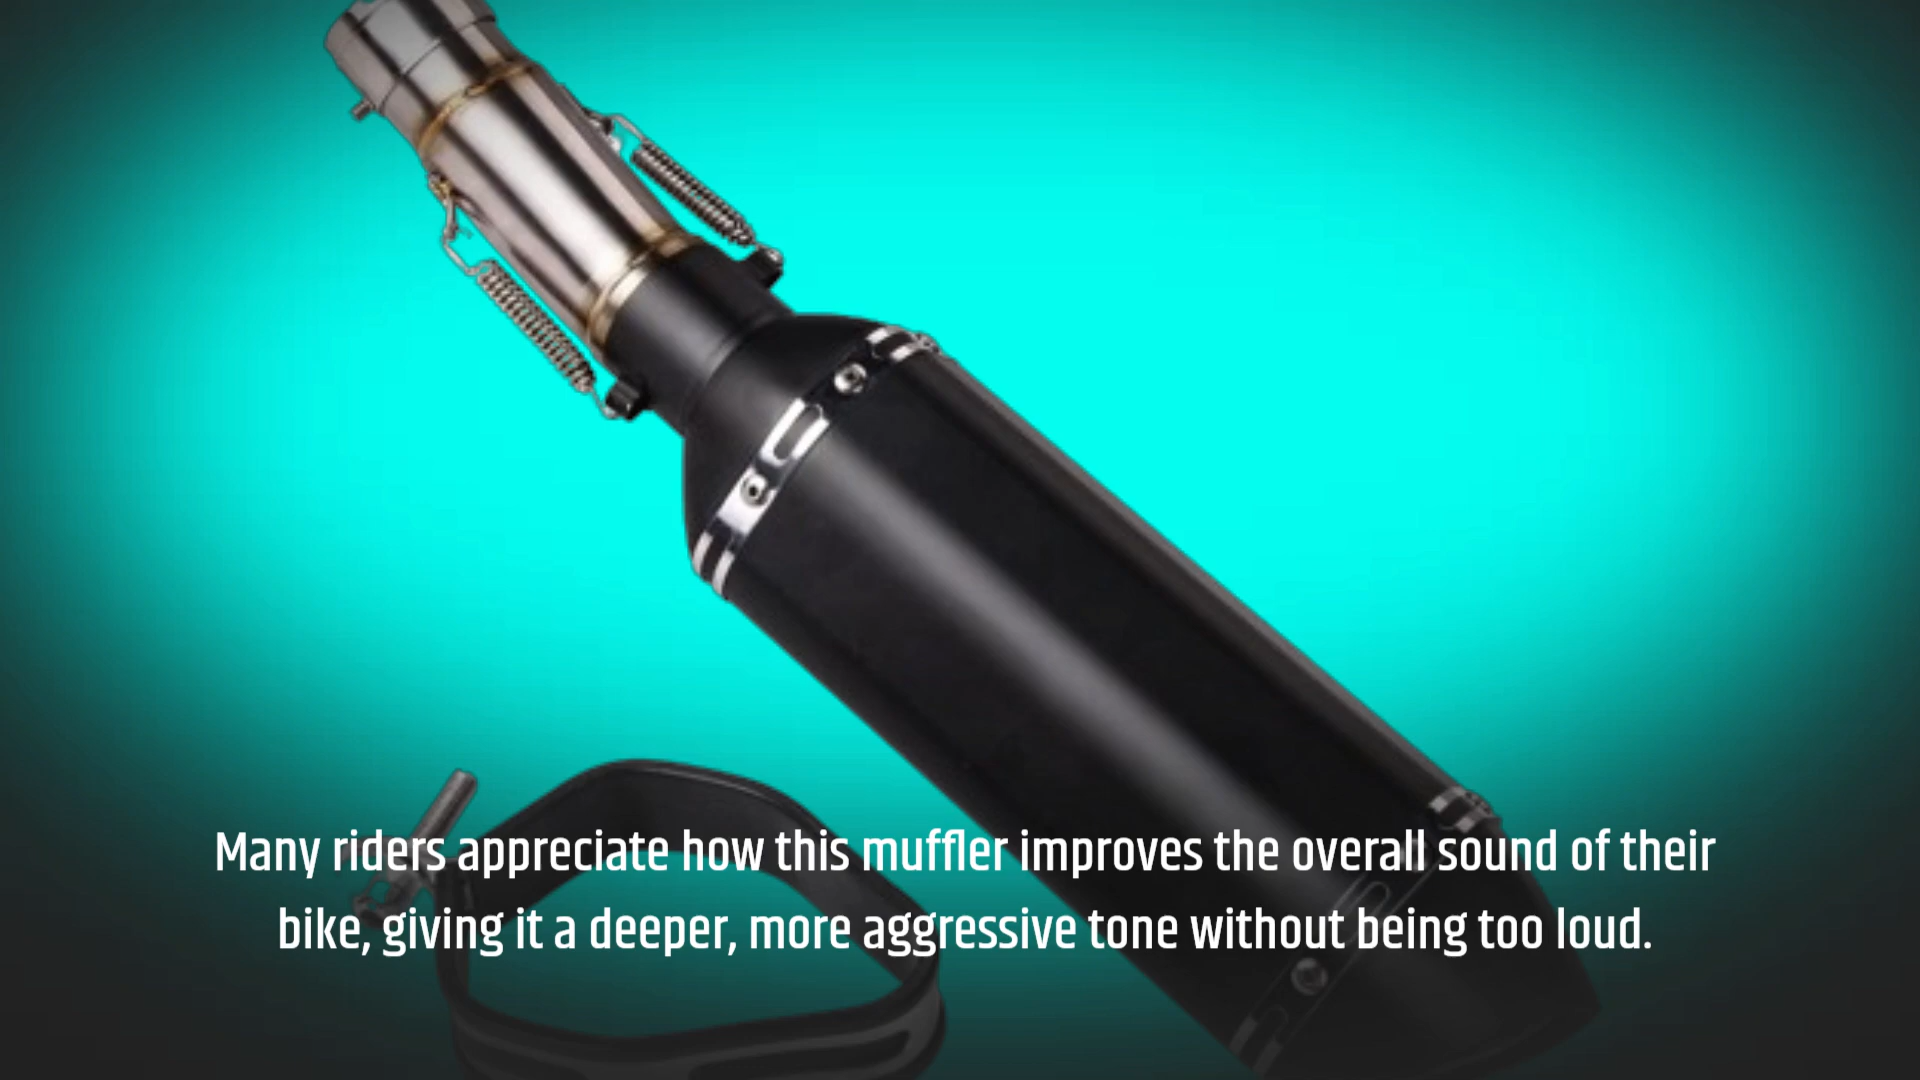 Many riders appreciate how this muffler improves the overall sound of their
bike, giving it a deeper, more aggressive tone without being too loud.